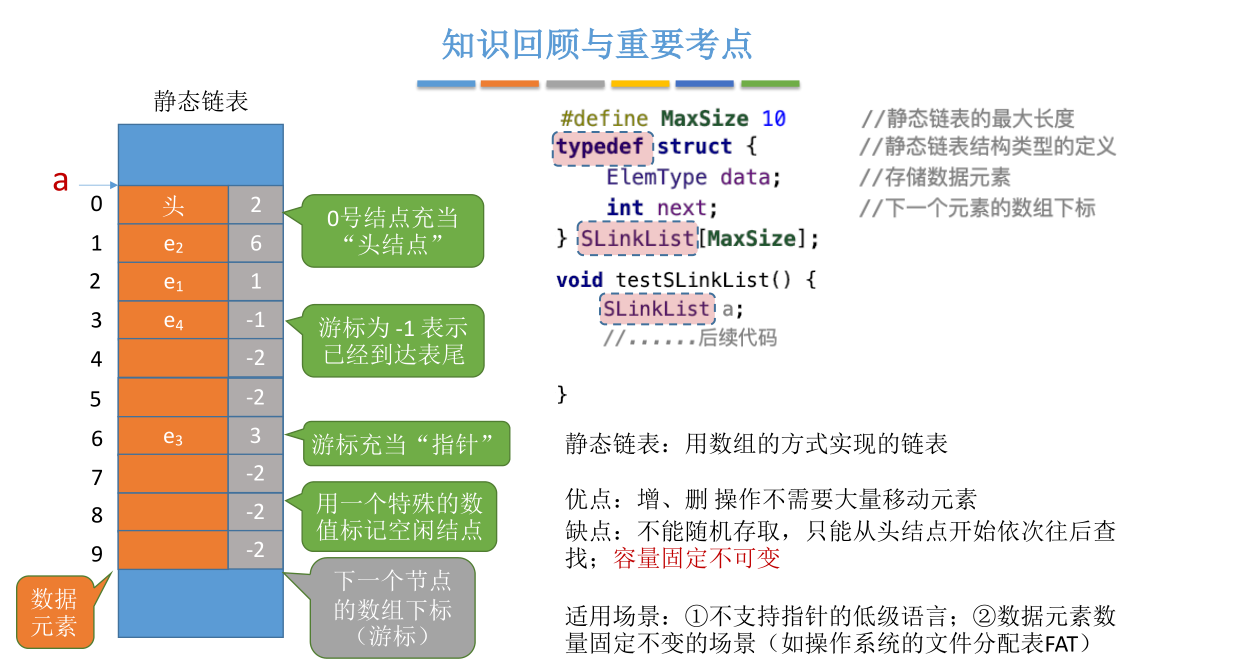 知识回顾与重要考点
静态链表
a
0 头 2
1 e₂ 6
2 e₁ 1
3 e₄ -1
4 -2
5 -2
6 e₃ 3
7 -2
8 -2
9 -2
0号结点充当
“头结点”
游标为 -1 表示
已经到达表尾
游标充当“指针”
用一个特殊的数
值标记空闲结点
下一个节点
的数组下标
（游标）
数据
元素
#define MaxSize 10 //静态链表的最大长度
typedef struct { //静态链表结构类型的定义
ElemType data; //存储数据元素
int next; //下一个元素的数组下标
} SLinkList[MaxSize];
void testSLinkList() {
SLinkList a;
//......后续代码
}
静态链表：用数组的方式实现的链表
优点：增、删 操作不需要大量移动元素
缺点：不能随机存取，只能从头结点开始依次往后查
找；容量固定不可变
适用场景：①不支持指针的低级语言；②数据元素数
量固定不变的场景（如操作系统的文件分配表FAT）